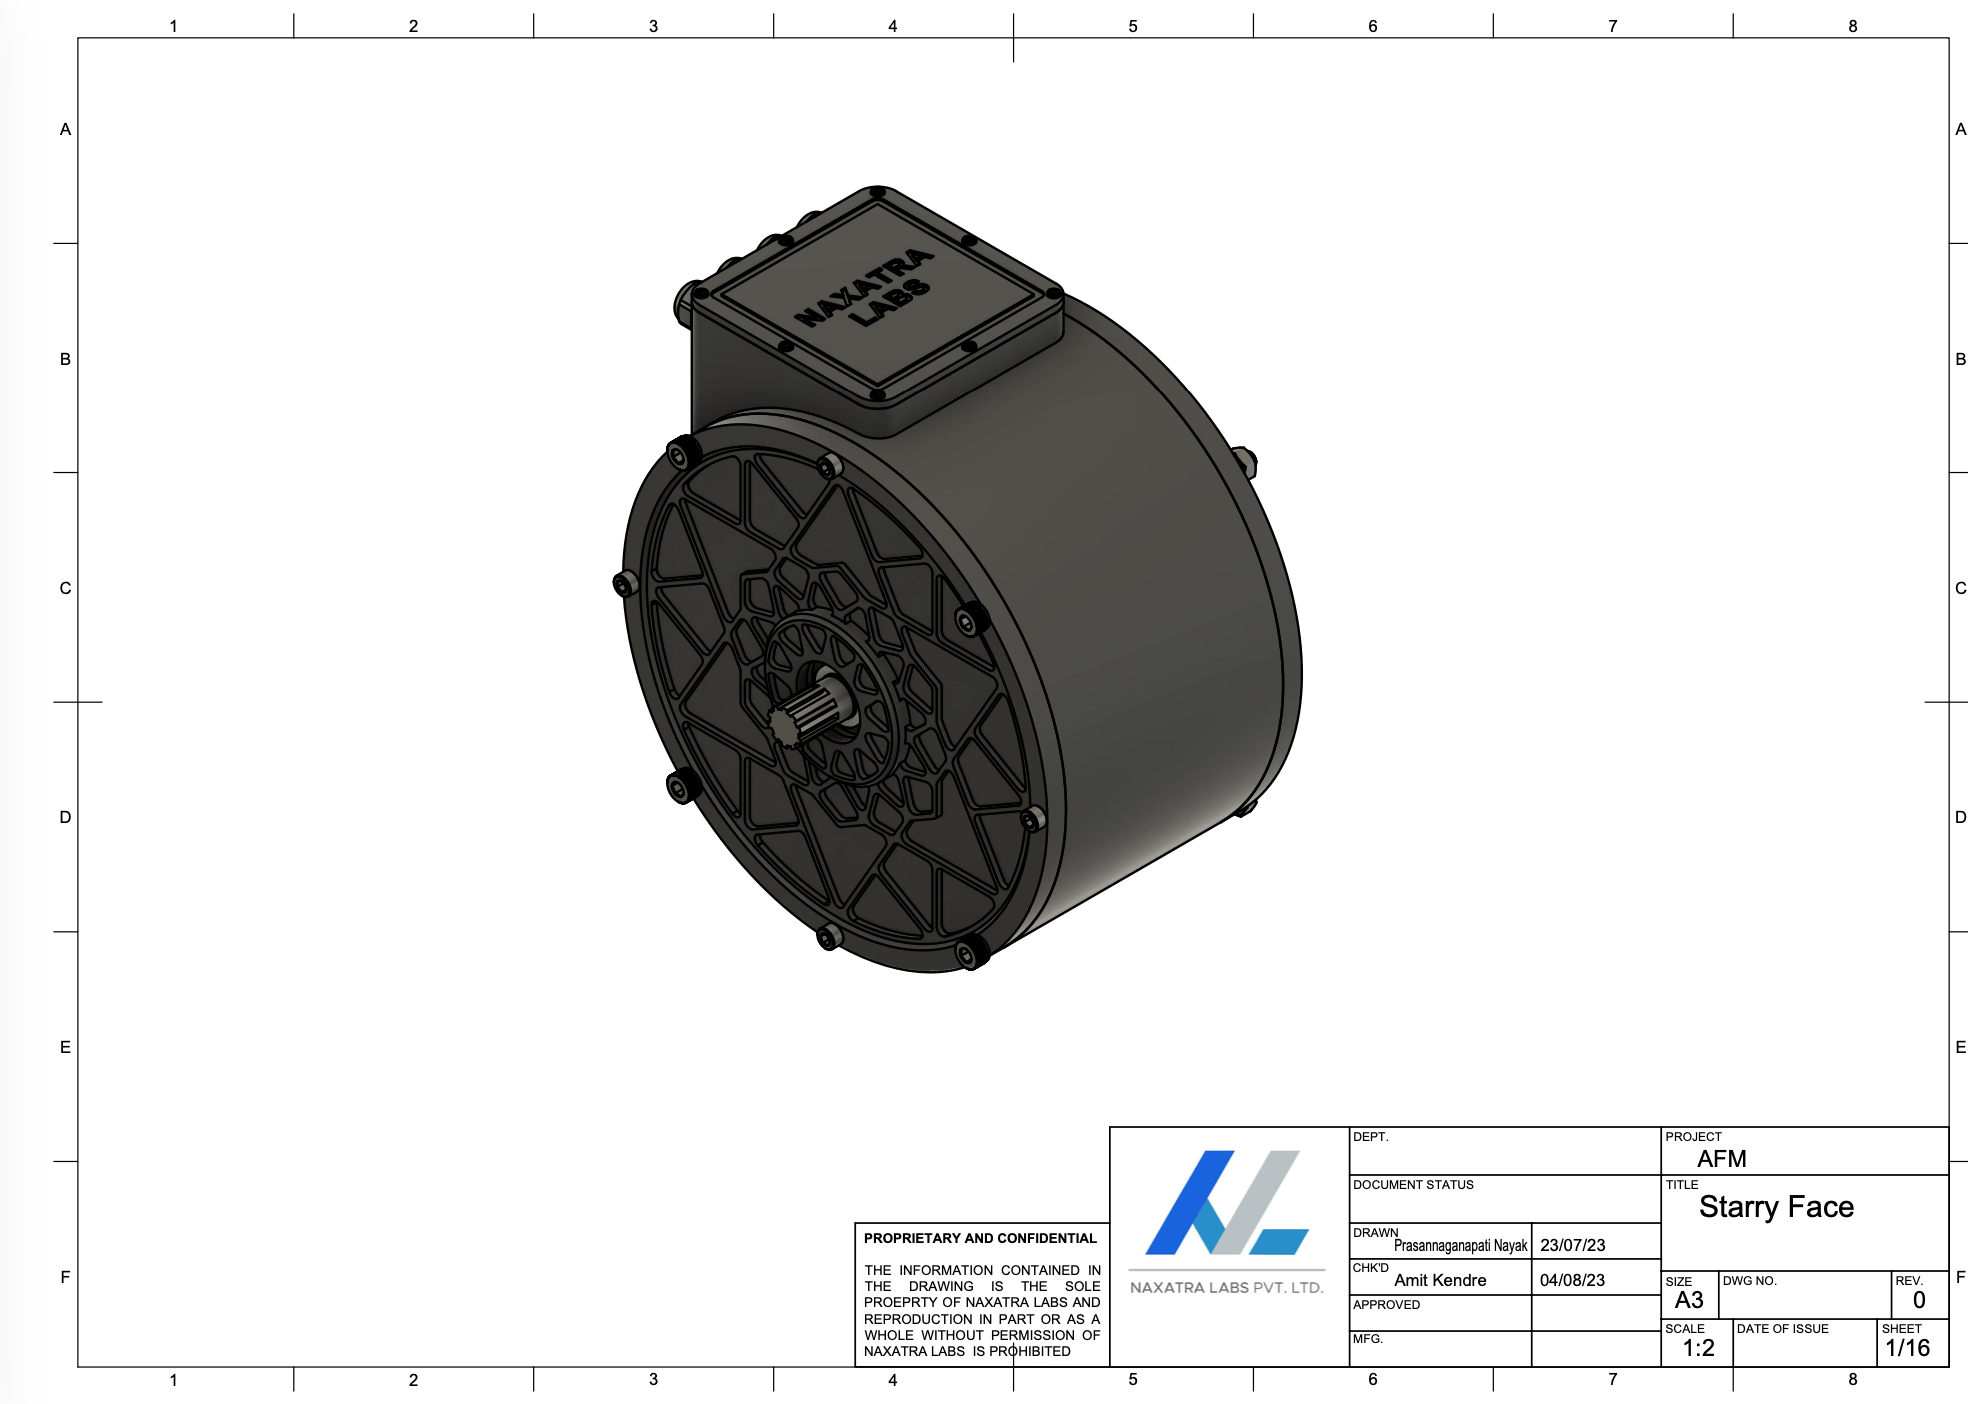 1 2 3 4 5 6 7 8
A A
B B
C C
D D
E E
F F
NAXATRA
LABS
PROPRIETARY AND CONFIDENTIAL
THE INFORMATION CONTAINED IN
THE DRAWING IS THE SOLE
PROEPRTY OF NAXATRA LABS AND
REPRODUCTION IN PART OR AS A
WHOLE WITHOUT PERMISSION OF
NAXATRA LABS IS PROHIBITED
NAXATRA LABS PVT. LTD.
DEPT.
DOCUMENT STATUS
DRAWN Prasannaganapati Nayak 23/07/23
CHK'D Amit Kendre 04/08/23
APPROVED
MFG.
PROJECT
AFM
TITLE
Starry Face
SIZE DWG NO. REV.
A3 0
SCALE DATE OF ISSUE SHEET
1:2 1/16
1 2 3 4 5 6 7 8